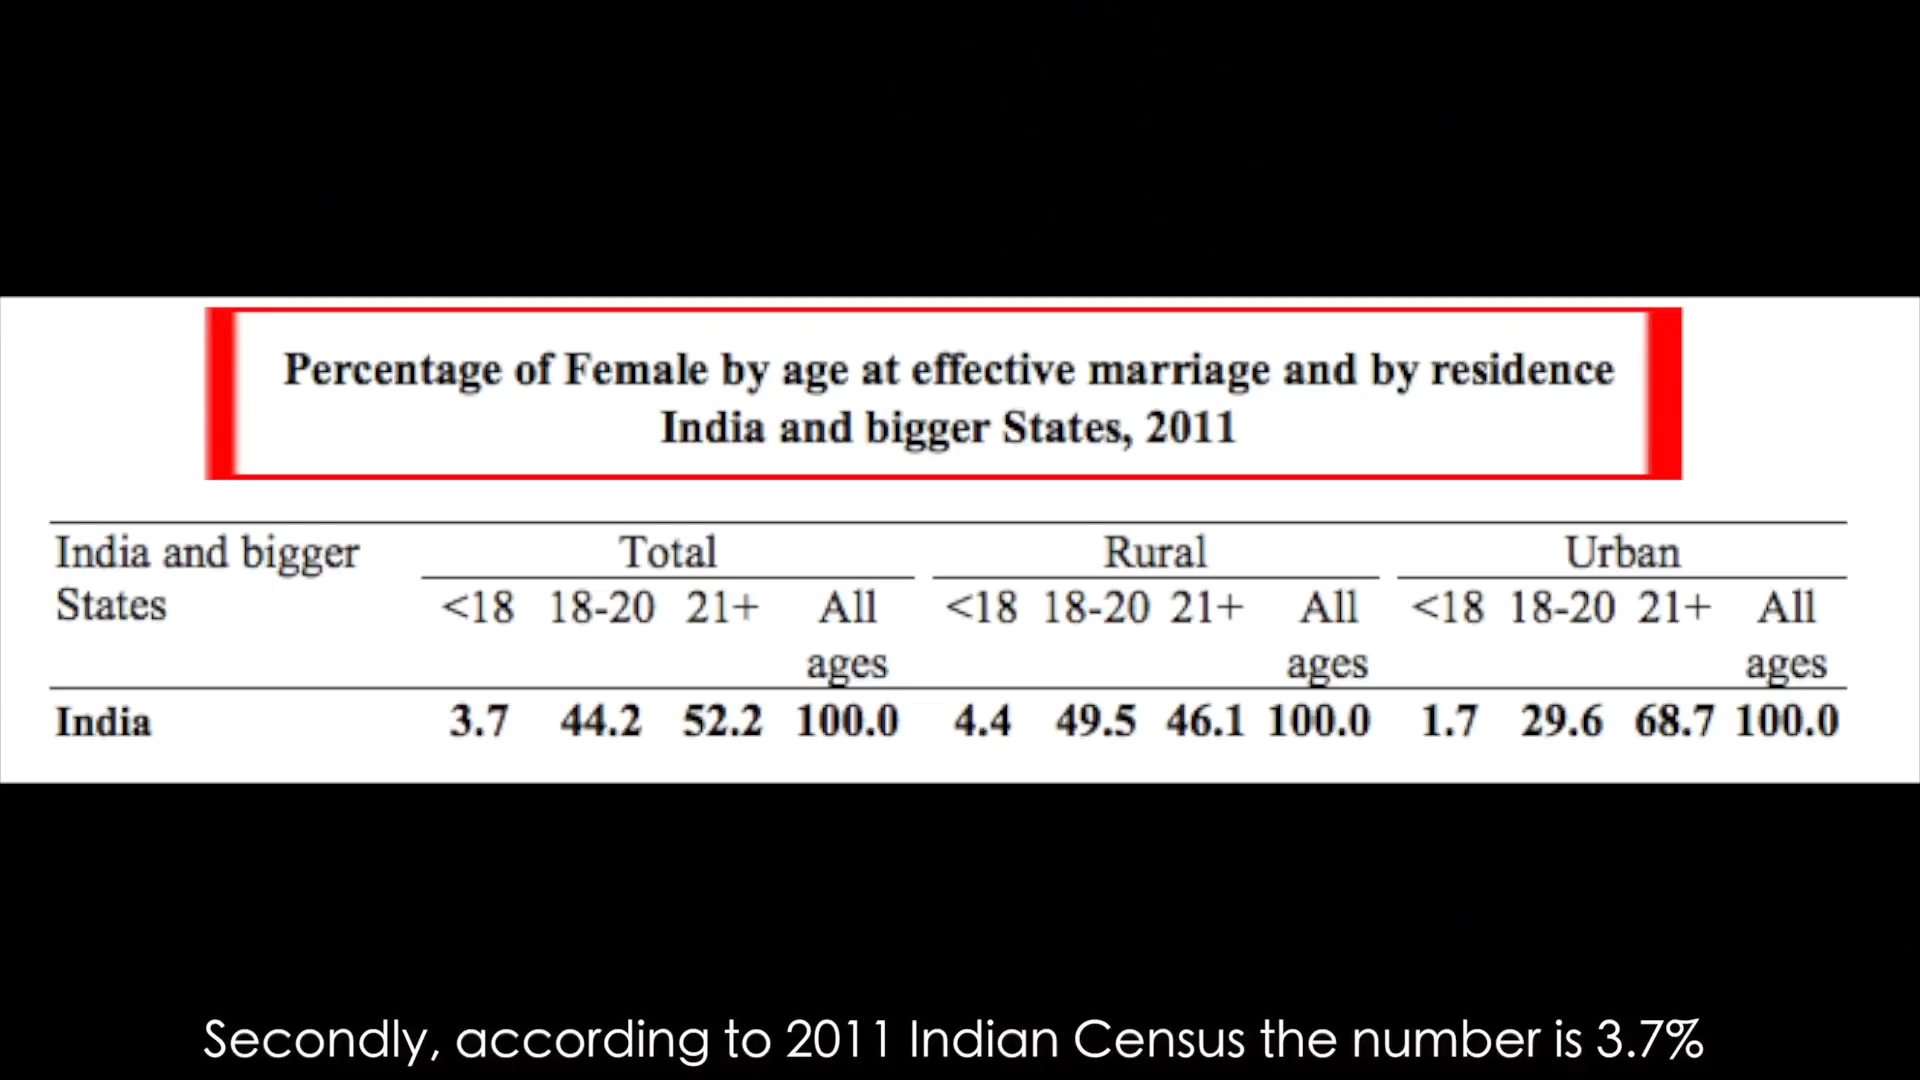 Percentage of Female by age at effective marriage and by residence
India and bigger States, 2011
India and bigger Total Rural Urban
States <18 18-20 21+ All <18 18-20 21+ All <18 18-20 21+ All
ages ages ages
India 3.7 44.2 52.2 100.0 4.4 49.5 46.1 100.0 1.7 29.6 68.7 100.0
Secondly, according to 2011 Indian Census the number is 3.7%